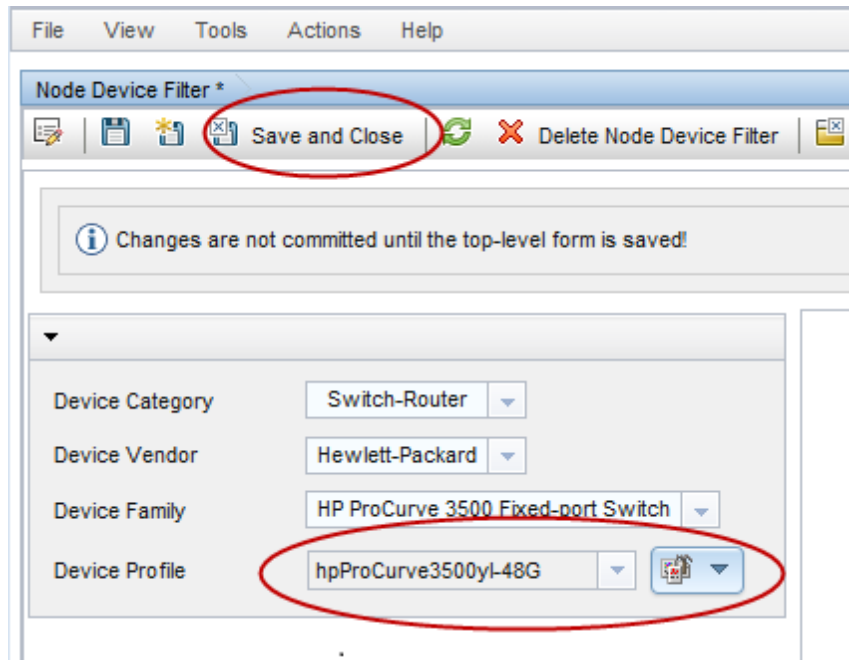 File View Tools Actions Help
Node Device Filter *
Save and Close Delete Node Device Filter
Changes are not committed until the top-level form is saved!
Device Category Switch-Router
Device Vendor Hewlett-Packard
Device Family HP ProCurve 3500 Fixed-port Switch
Device Profile hpProCurve3500yl-48G